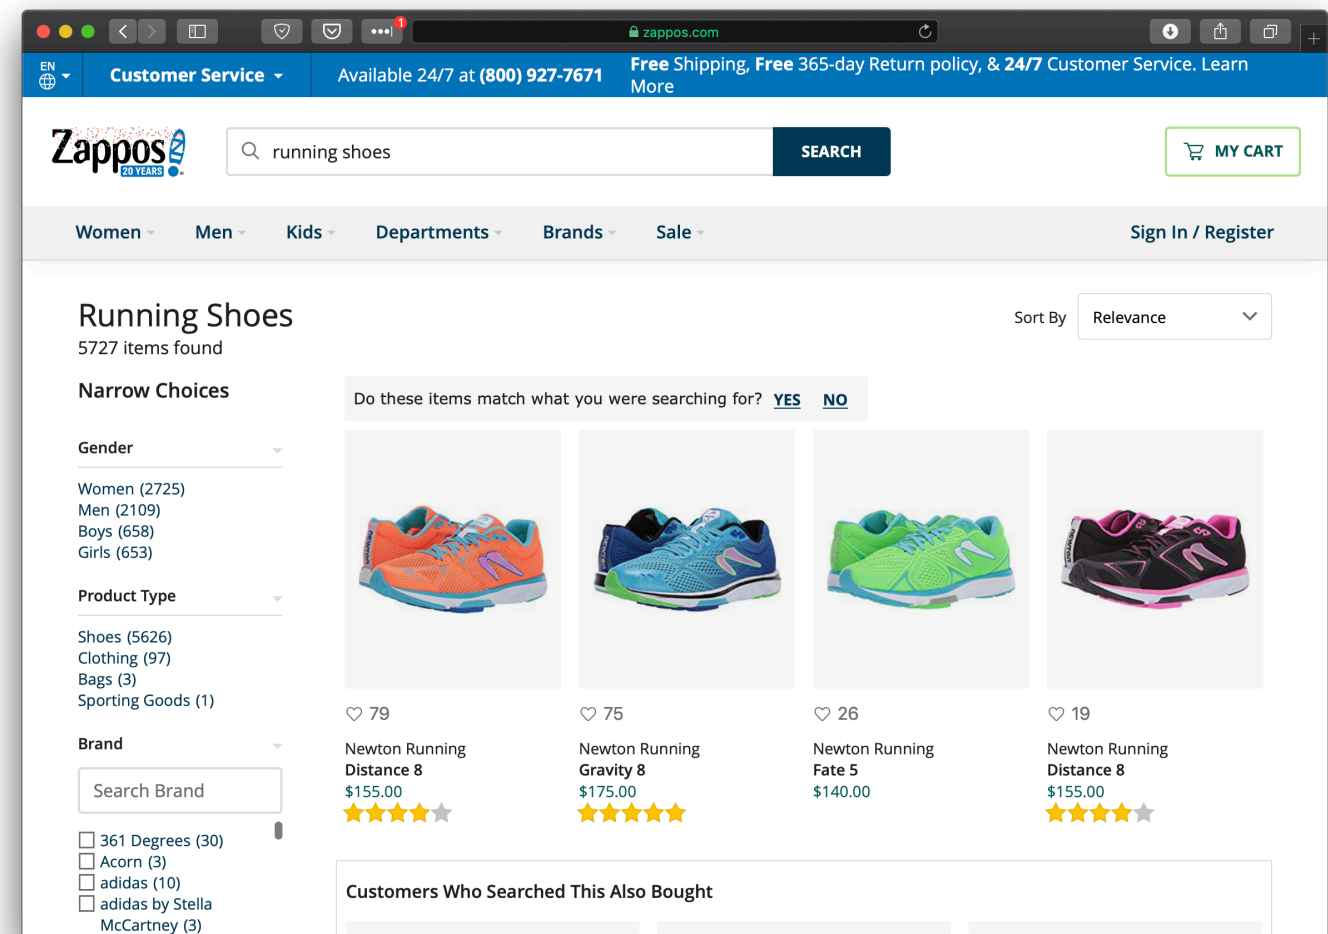 1
zappos.com
EN
Customer Service
Available 24/7 at (800) 927-7671
Free Shipping, Free 365-day Return policy, & 24/7 Customer Service. Learn
More
Zappos
20 YEARS
running shoes
SEARCH
MY CART
Women
Men
Kids
Departments
Brands
Sale
Sign In / Register
Running Shoes
5727 items found
Sort By
Relevance
Narrow Choices
Do these items match what you were searching for? YES NO
Gender
Women (2725)
Men (2109)
Boys (658)
Girls (653)
Product Type
Shoes (5626)
Clothing (97)
Bags (3)
Sporting Goods (1)
Brand
Search Brand
361 Degrees (30)
Acorn (3)
adidas (10)
adidas by Stella
McCartney (3)
79
Newton Running
Distance 8
$155.00
75
Newton Running
Gravity 8
$175.00
26
Newton Running
Fate 5
$140.00
19
Newton Running
Distance 8
$155.00
Customers Who Searched This Also Bought